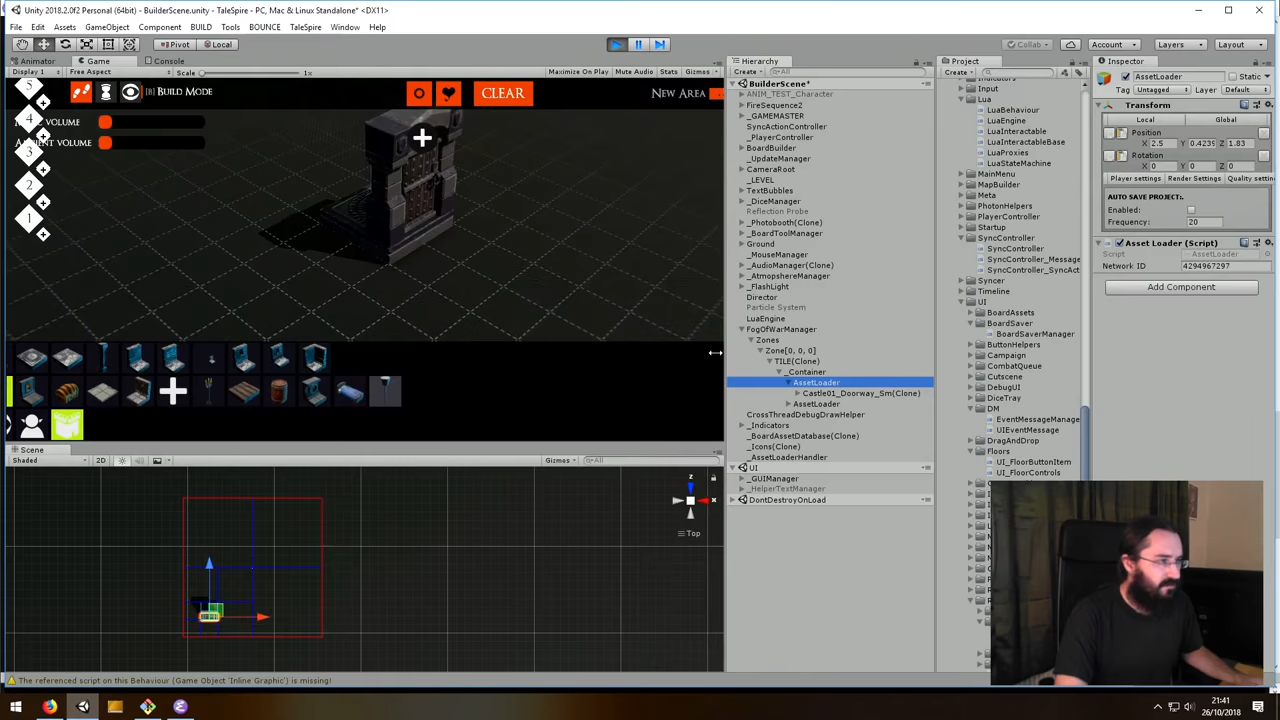 Unity 2018.2.0f2 Personal (64bit) - BuilderScene.unity - TaleSpire - PC, Mac & Linux Standalone* <DX11>
File Edit Assets GameObject Component BUILD Tools BOUNCE TaleSpire Window Help
Pivot Local Collab Account Layers Layout
Animator Game Console
Display 1 Free Aspect Scale 1x Maximize On Play Mute Audio Stats Gizmos
5
4
3
2
1
[B] BUILD MODE
CLEAR
NEW AREA
VOLUME
VOLUME
Scene
Shaded 2D Gizmos All
z
x
Top
Hierarchy
Create All
BuilderScene*
ANIM_TEST_Character
FireSequence2
_GAMEMASTER
SyncActionController
_PlayerController
BoardBuilder
_UpdateManager
CameraRoot
_LEVEL
TextBubbles
_DiceManager
Reflection Probe
_Photobooth(Clone)
_BoardToolManager
Ground
_MouseManager
_AudioManager(Clone)
_AtmopshereManager
_FlashLight
Director
Particle System
LuaEngine
FogOfWarManager
Zones
Zone[0, 0, 0]
TILE(Clone)
_Container
AssetLoader
Castle01_Doorway_Sm(Clone)
AssetLoader
CrossThreadDebugDrawHelper
_Indicators
_BoardAssetDatabase(Clone)
_Icons(Clone)
_AssetLoaderHandler
UI
_GUIManager
_HelperTextManager
DontDestroyOnLoad
Project
Create
Indicators
Input
Lua
LuaBehaviour
LuaEngine
LuaInteractable
LuaInteractableBase
LuaProxies
LuaStateMachine
MainMenu
MapBuilder
Meta
PhotonHelpers
PlayerController
Startup
SyncController
SyncController
SyncController_Message
SyncController_SyncAct
Syncer
Timeline
UI
BoardAssets
BoardSaver
BoardSaverManager
ButtonHelpers
Campaign
CombatQueue
Cutscene
DebugUI
DiceTray
DM
EventMessageManage
UIEventMessage
DragAndDrop
Floors
UI_FloorButtonItem
UI_FloorControls
Inspector
AssetLoader Static
Tag Untagged Layer Default
Transform
Local Global
Position
X 2.5 Y 0.4239 Z 1.83
Rotation
X 0 Y 0 Z 0
Player settings Render Settings Quality settin
AUTO SAVE PROJECT:.
Enabled:
Frequency: 20
Asset Loader (Script)
Script AssetLoader
Network ID 4294967297
Add Component
The referenced script on this Behaviour (Game Object 'Inline Graphic') is missing!
21:41
26/10/2018